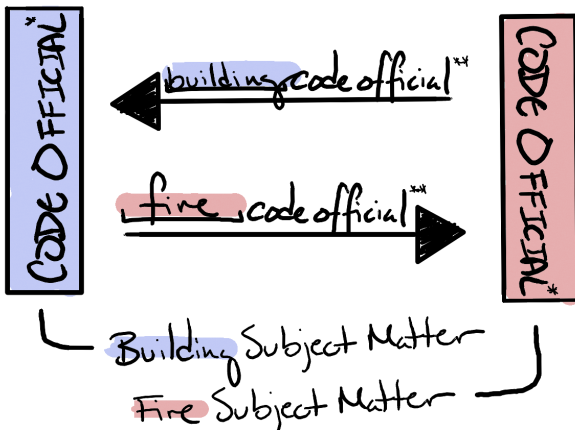 CODE OFFICIAL*
building code official**
fire code official**
CODE OFFICIAL*
Building Subject Matter
Fire Subject Matter